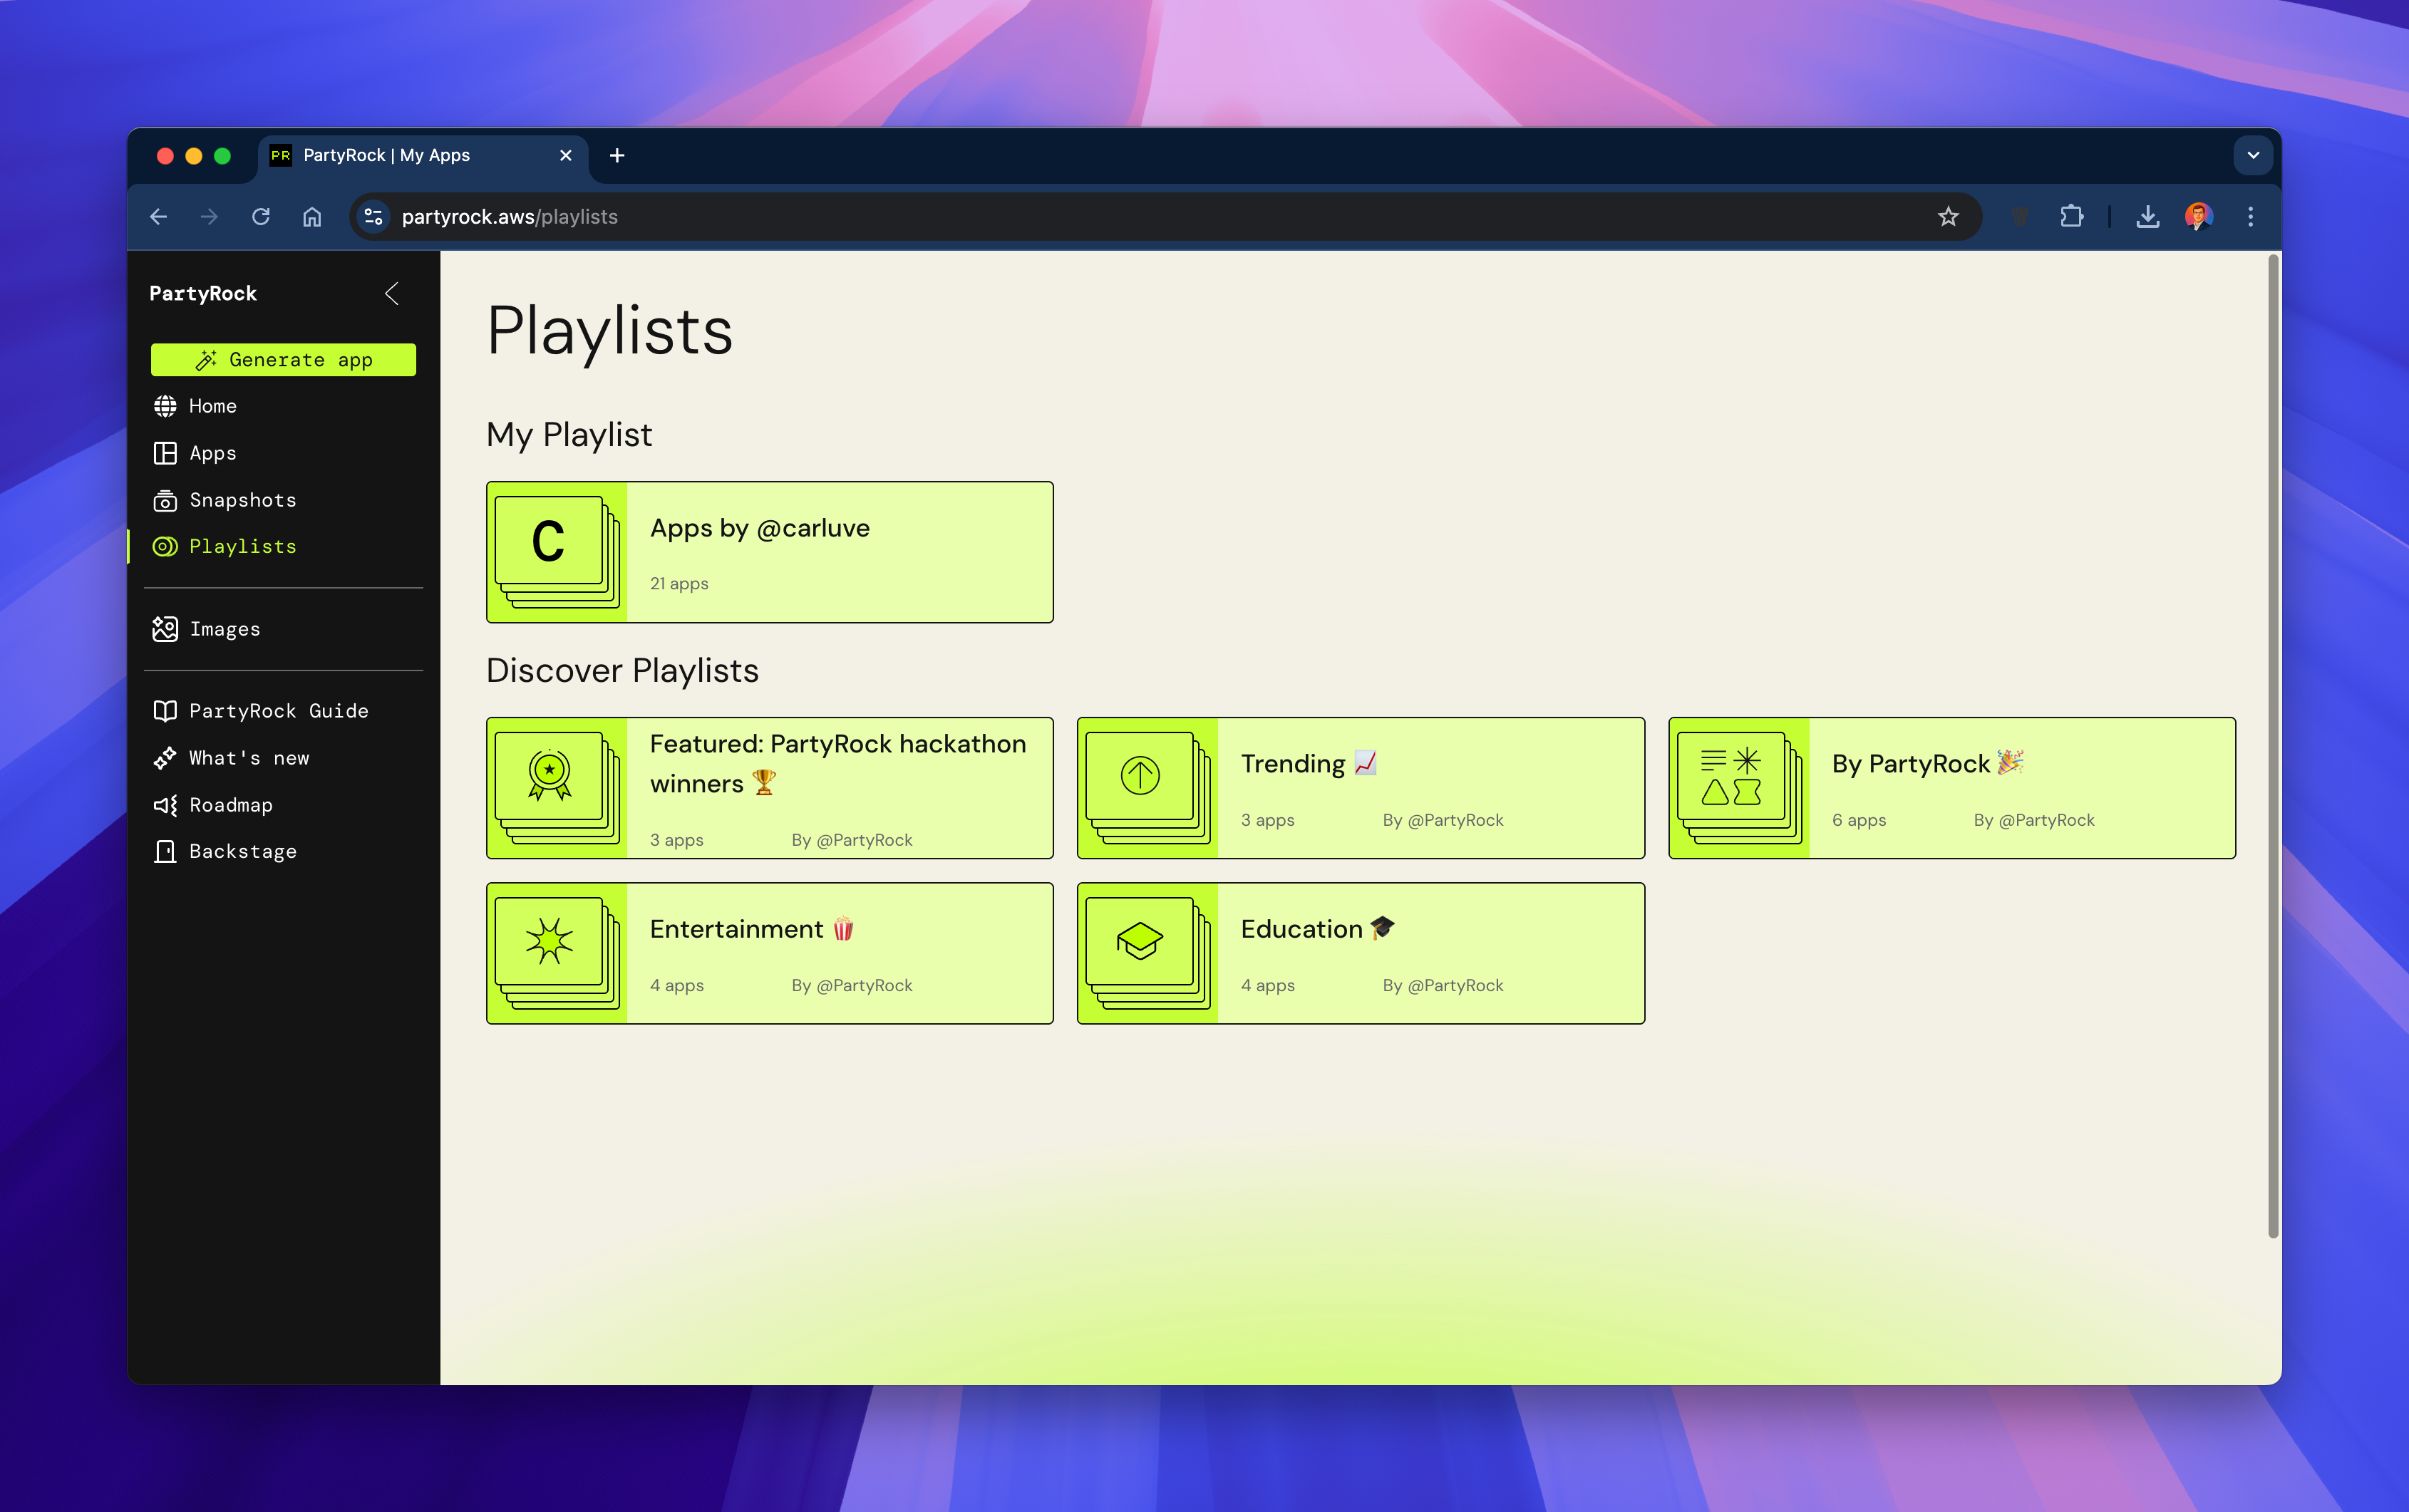 PR PartyRock | My Apps
partyrock.aws/playlists
PartyRock
Generate app
Home
Apps
Snapshots
Playlists
Images
PartyRock Guide
What's new
Roadmap
Backstage
Playlists
My Playlist
C
Apps by @carluve
21 apps
Discover Playlists
Featured: PartyRock hackathon
winners 🏆
3 apps By @PartyRock
Trending 📈
3 apps By @PartyRock
By PartyRock 🎉
6 apps By @PartyRock
Entertainment 🍿
4 apps By @PartyRock
Education 🎓
4 apps By @PartyRock